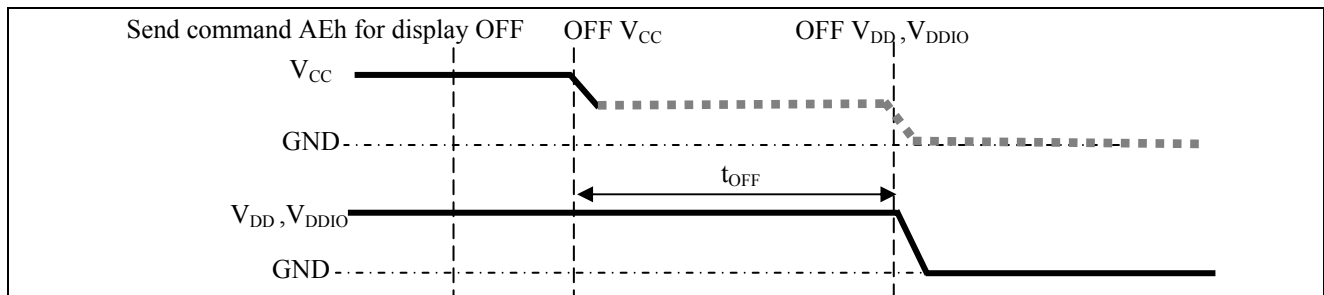 Send command AEh for display OFF OFF VCC OFF VDD ,VDDIO
VCC
GND
tOFF
VDD ,VDDIO
GND